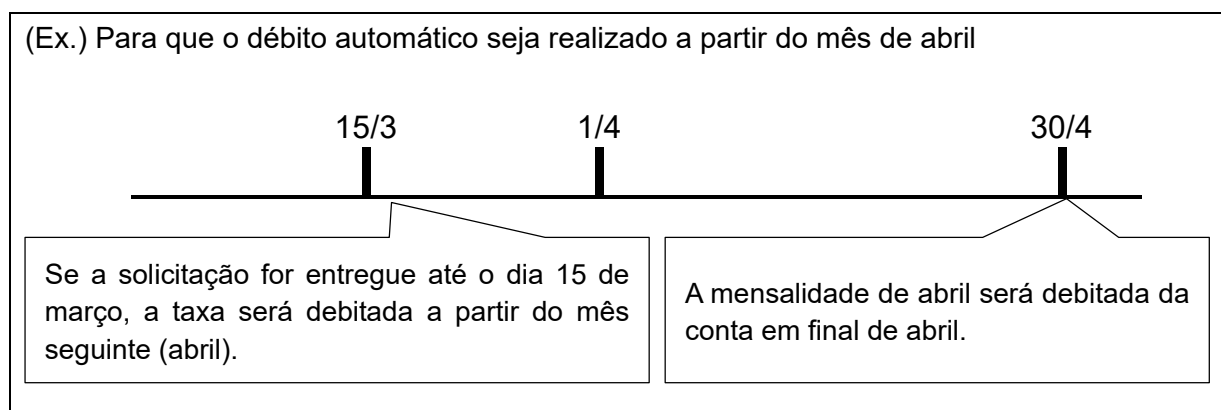 (Ex.) Para que o débito automático seja realizado a partir do mês de abril
15/3 1/4 30/4
Se a solicitação for entregue até o dia 15 de
março, a taxa será debitada a partir do mês
seguinte (abril).
A mensalidade de abril será debitada da
conta em final de abril.